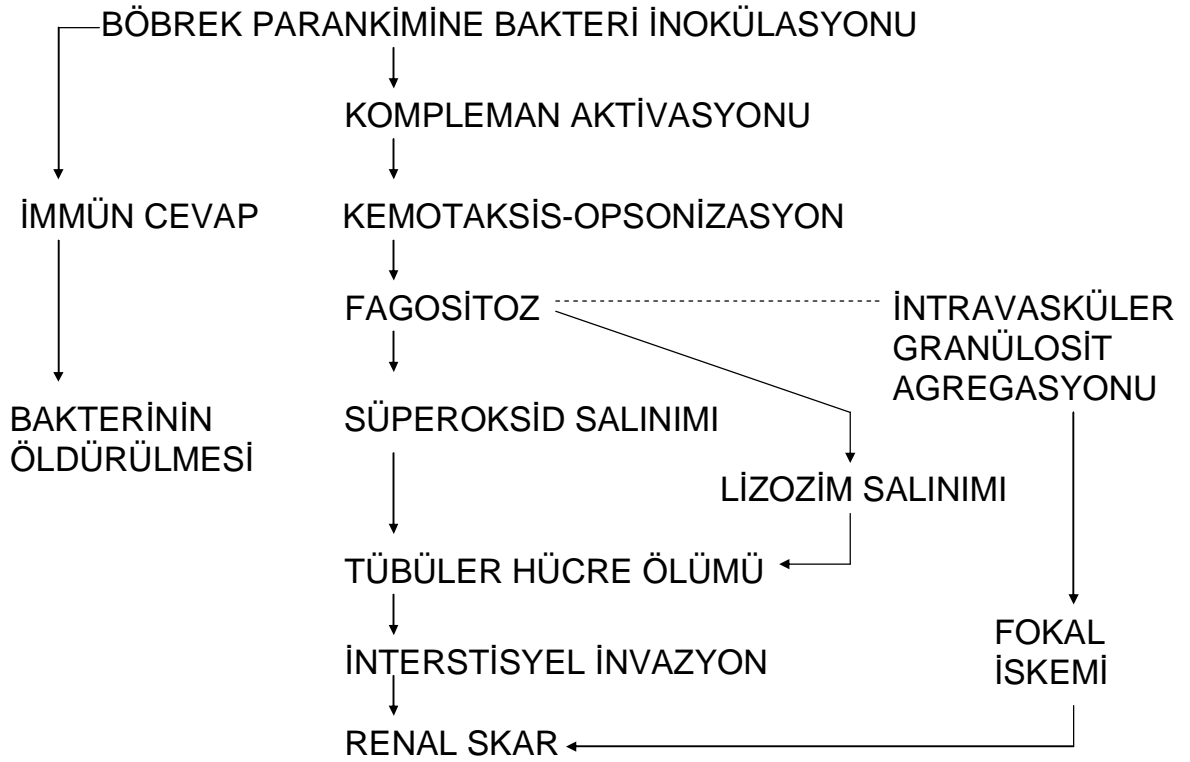 BÖBREK PARANKİMİNE BAKTERİ İNOKÜLASYONU
KOMPLEMAN AKTİVASYONU
İMMÜN CEVAP
KEMOTAKSİS-OPSONİZASYON
FAGOSİTOZ
İNTRAVASKÜLER
GRANÜLOSİT
AGREGASYONU
BAKTERİNİN
ÖLDÜRÜLMESİ
SÜPEROKSİD SALINIMI
LİZOZİM SALINIMI
TÜBÜLER HÜCRE ÖLÜMÜ
İNTERSTİSYEL İNVAZYON
FOKAL
İSKEMİ
RENAL SKAR